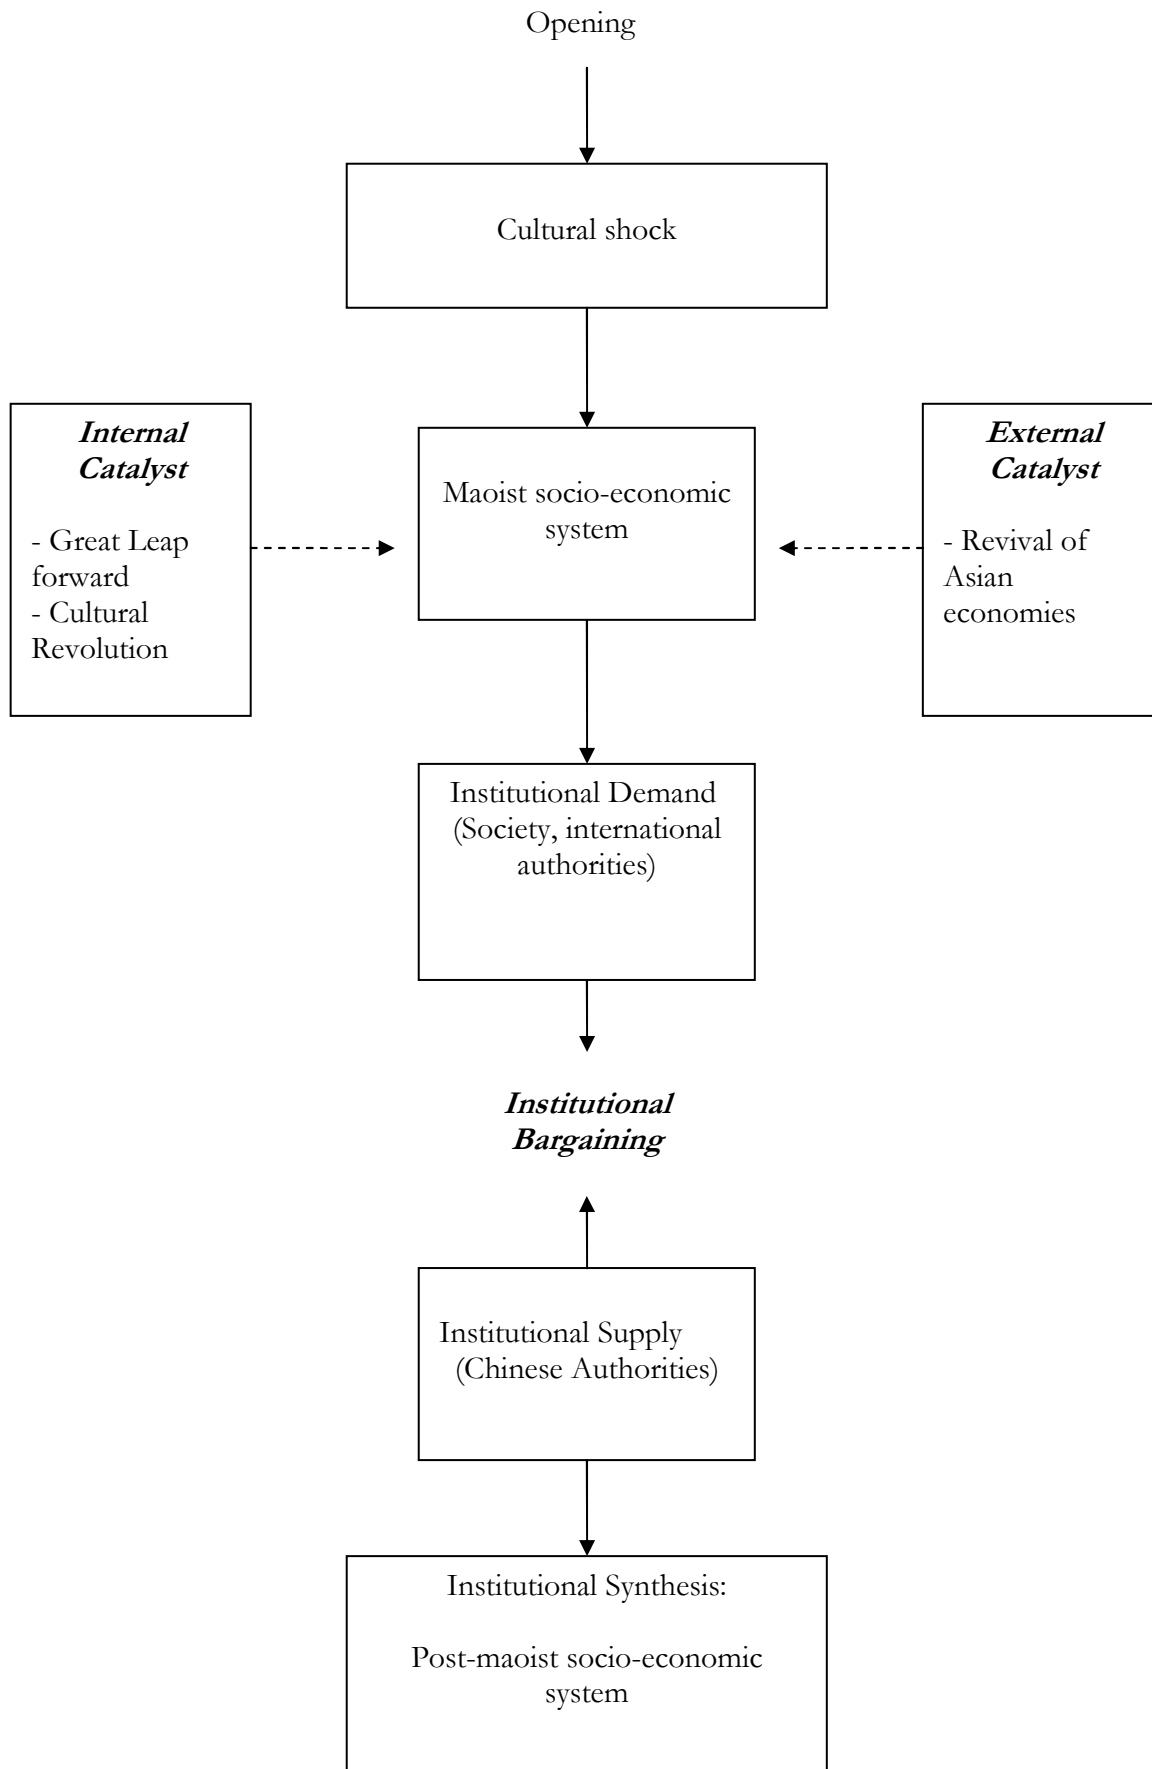 Opening
Cultural shock
Internal
Catalyst
- Great Leap
forward
- Cultural
Revolution
Maoist socio-economic
system
External
Catalyst
- Revival of
Asian
economies
Institutional Demand
(Society, international
authorities)
Institutional
Bargaining
Institutional Supply
(Chinese Authorities)
Institutional Synthesis:
Post-maoist socio-economic
system